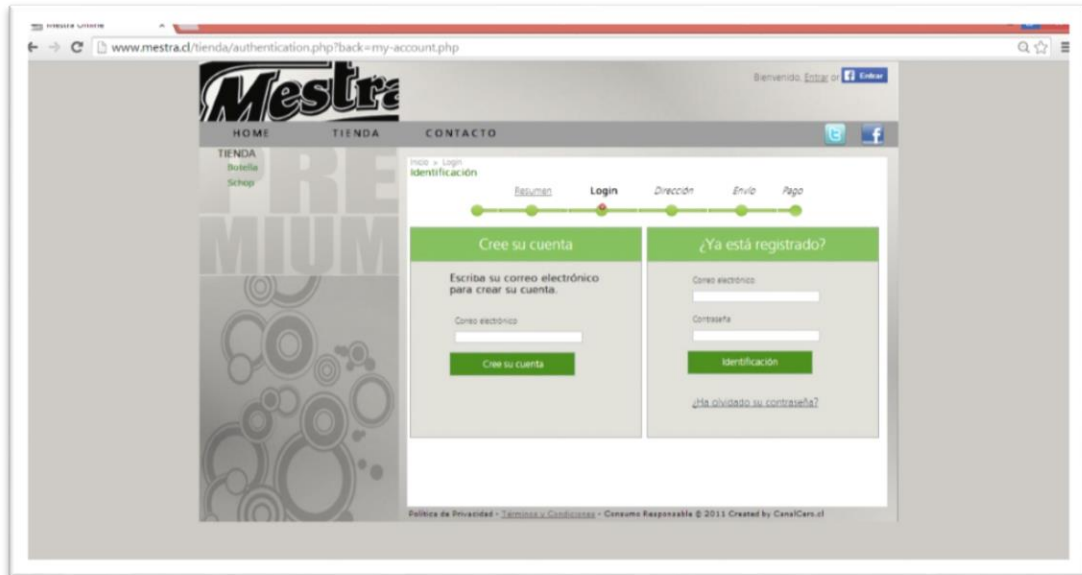 Mestra Online
www.mestra.cl/tienda/authentication.php?back=my-account.php
Mestra
Bienvenido, Entrar or Entrar
HOME TIENDA CONTACTO
TIENDA
Botella
Schop
PREMIUM
Inicio » Login
Identificación
Resumen Login Dirección Envío Pago
Cree su cuenta
Escriba su correo electrónico
para crear su cuenta.
Correo electrónico
Cree su cuenta
¿Ya está registrado?
Correo electrónico
Contraseña
Identificación
¿Ha olvidado su contraseña?
Política de Privacidad - Términos y Condiciones - Consumo Responsable © 2011 Created by CanalCero.cl